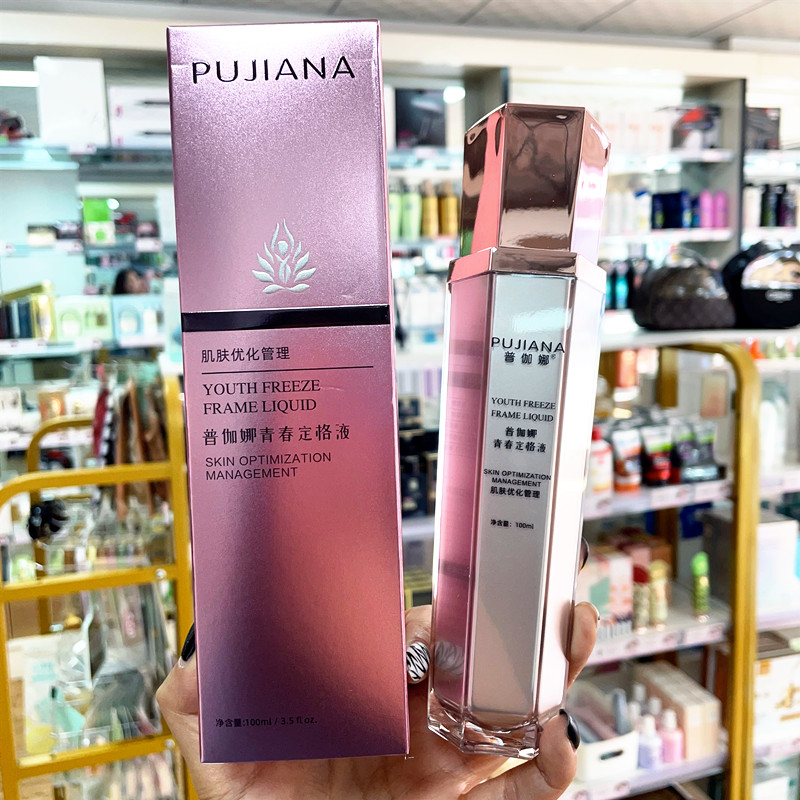 PUJIANA
肌肤优化管理
YOUTH FREEZE
FRAME LIQUID
普伽娜青春定格液
SKIN OPTIMIZATION
MANAGEMENT
净含量:100ml / 3.5 fl oz.
PUJIANA
普伽娜®
YOUTH FREEZE
FRAME LIQUID
普伽娜
青春定格液
SKIN OPTIMIZATION
MANAGEMENT
肌肤优化管理
净含量：100ml